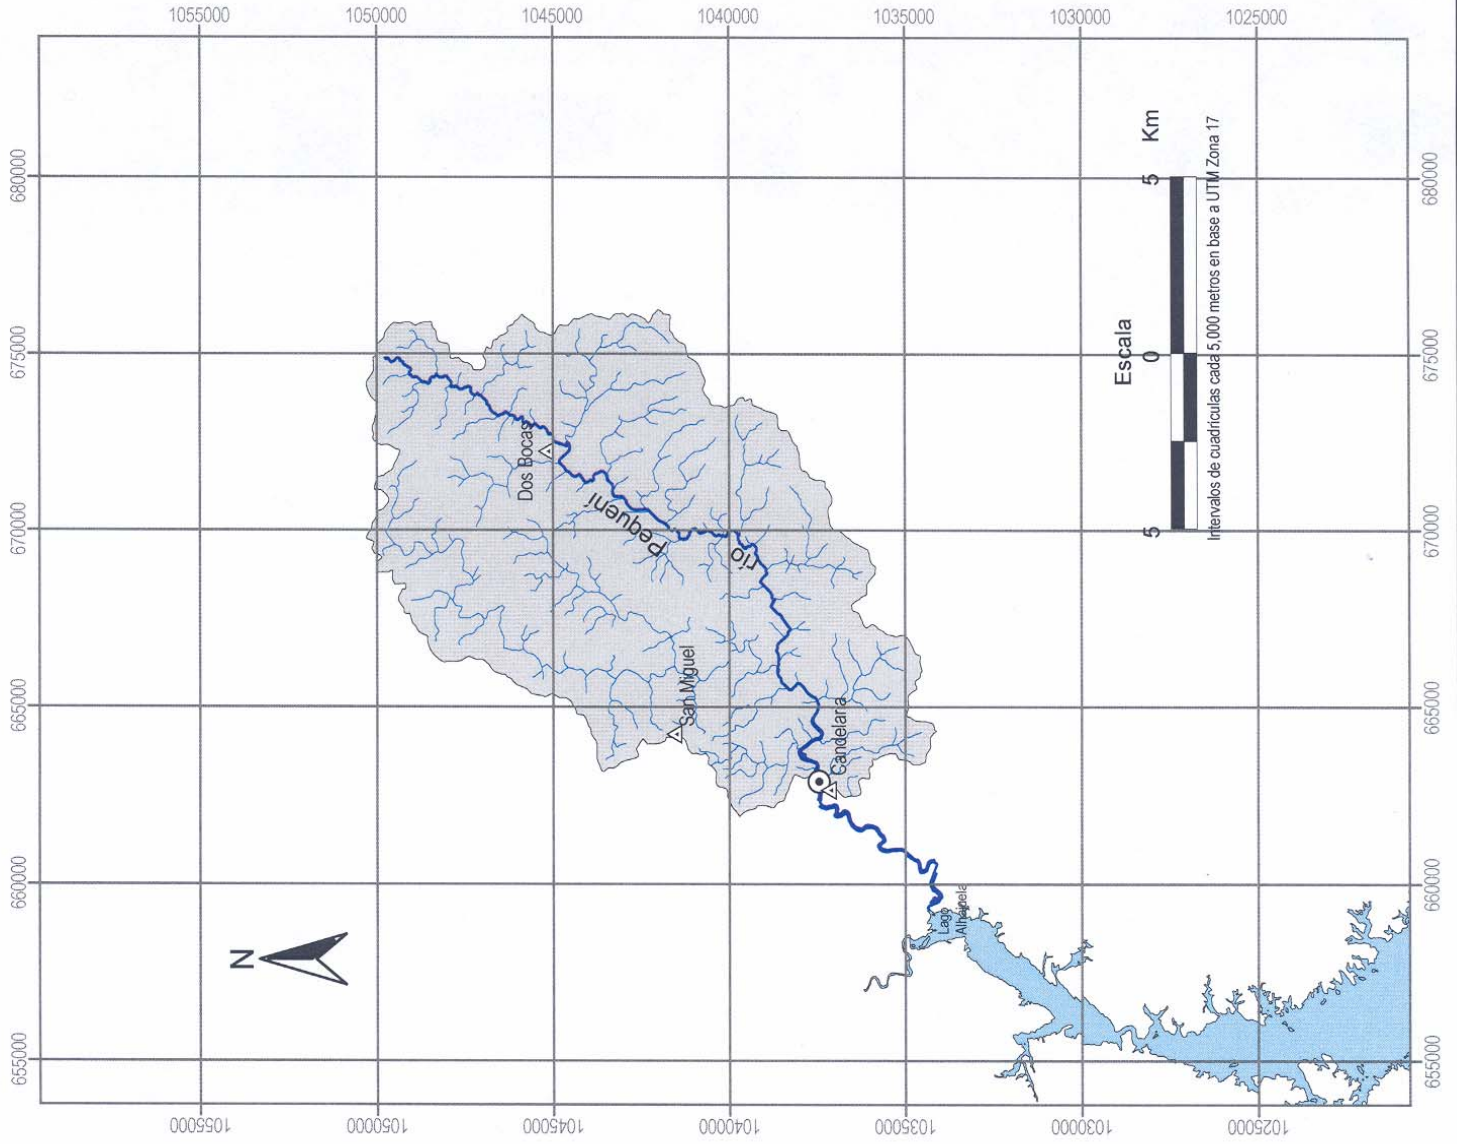 655000 660000 665000 670000 675000 680000
1055000 1055000
N
1050000 1050000
1045000 1045000
Dos Bocas
río Pequení
San Miguel
1040000 1040000
Candelaria
1035000 1035000
Lago
Alhajuela
1030000 1030000
Escala
5 0 5 Km
Intervalos de cuadrículas cada 5,000 metros en base a UTM Zona 17
1025000 1025000
655000 660000 665000 670000 675000 680000